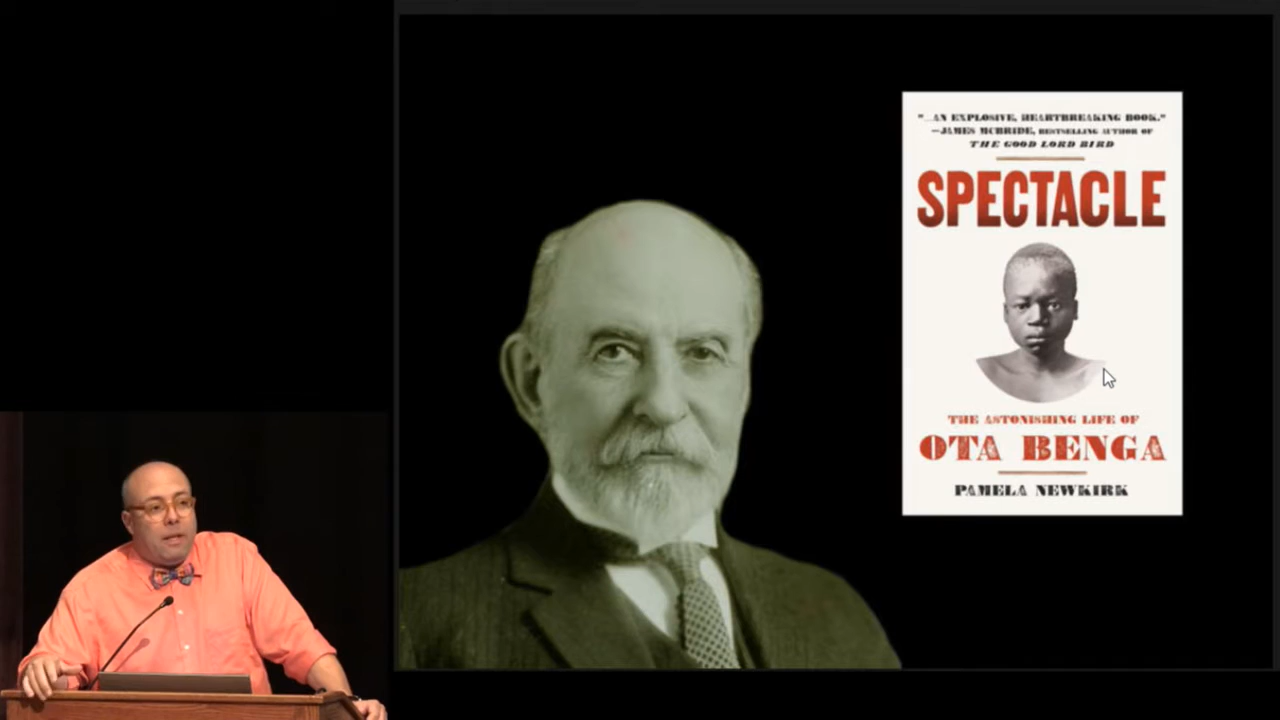 "...AN EXPLOSIVE, HEARTBREAKING BOOK."
—JAMES MCBRIDE, BESTSELLING AUTHOR OF
THE GOOD LORD BIRD
SPECTACLE
THE ASTONISHING LIFE OF
OTA BENGA
PAMELA NEWKIRK